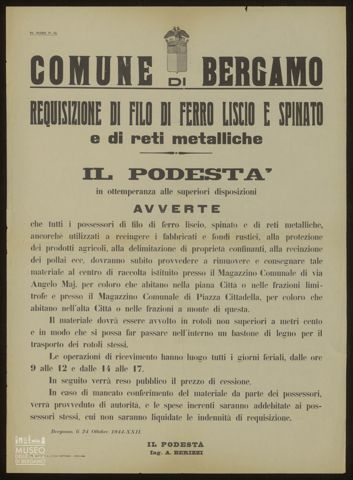 COMUNE DI BERGAMO
REQUISIZIONE DI FILO DI FERRO LISCIO E SPINATO
e di reti metalliche
IL PODESTA'
in ottemperanza alle superiori disposizioni
AVVERTE
che tutti i possessori di filo di ferro liscio, spinato e di reti metalliche,
ancorchè utilizzati a recingere i fabbricati e fondi rustici, alla protezione
dei prodotti agricoli, alla delimitazione di proprietà confinanti, alla recinzione
dei pollai ecc, dovranno subito provvedere a rimuovere e consegnare tale
materiale al centro di raccolta istituito presso il Magazzino Comunale di via
Angelo Maj, per coloro che abitano nella piana Città o nelle frazioni limi-
trofe e presso il Magazzino Comunale di Piazza Cittadella, per coloro che
abitano nell'alta Città o nelle frazioni a monte di questa.
Il materiale dovrà essere avvolto in rotoli non superiori a metri cento
e in modo che si possa far passare nell'interno un bastone di legno per il
trasporto dei rotoli stessi.
Le operazioni di ricevimento hanno luogo tutti i giorni feriali, dalle ore
9 alle 12 e dalle 14 alle 17.
In seguito verrà reso pubblico il prezzo di cessione.
In caso di mancato conferimento del materiale da parte dei possessori,
verrà provveduto di autorità, e le spese increnti saranno addebitate ai pos-
sessori stessi, cui non saranno liquidate le indennità di requisizione.
Bergamo, li 24 Ottobre 1944-XXII.
IL PODESTÀ
Ing. A. BERIZZI
MUSEO
DELLE STORIE
DI BERGAMO